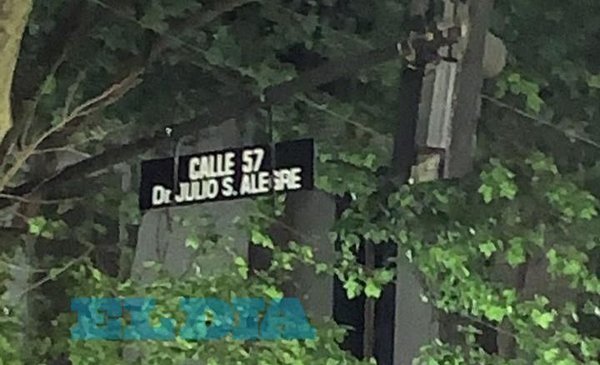 CALLE 57
Dr. JULIO S. ALEGRE
EL DIA